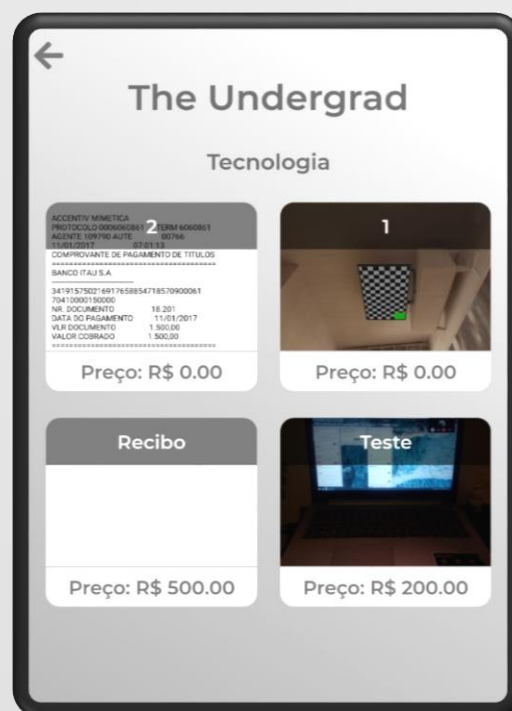 The Undergrad
Tecnologia
2
ACCENTIV MIMETICA
PROTOCOLO 0006060861 TERM 6060861
AGENTE 109790 AUTE 00766
11/01/2017 07:01:13
COMPROVANTE DE PAGAMENTO DE TITULOS
BANCO ITAU S.A.
34191575021691765885471857090006​1
70410000150000
NR. DOCUMENTO 18.201
DATA DO PAGAMENTO 11/01/2017
VLR DOCUMENTO 1.500,00
VALOR COBRADO 1.500,00
Preço: R$ 0.00
1
Preço: R$ 0.00
Recibo
Preço: R$ 500.00
Teste
Preço: R$ 200.00